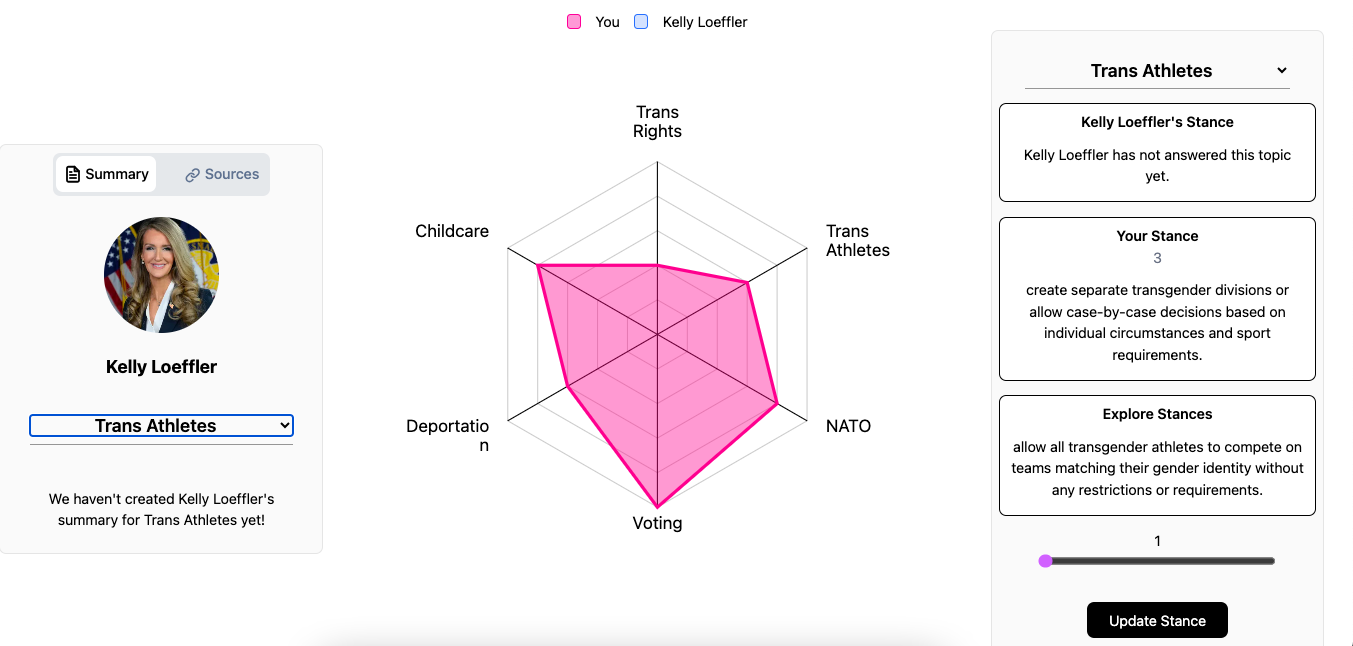 You
Kelly Loeffler
Summary
Sources
Kelly Loeffler
Trans Athletes
We haven't created Kelly Loeffler's
summary for Trans Athletes yet!
Trans
Rights
Childcare
Trans
Athletes
Deportatio
n
NATO
Voting
Trans Athletes
Kelly Loeffler's Stance
Kelly Loeffler has not answered this topic
yet.
Your Stance
3
create separate transgender divisions or
allow case-by-case decisions based on
individual circumstances and sport
requirements.
Explore Stances
allow all transgender athletes to compete on
teams matching their gender identity without
any restrictions or requirements.
1
Update Stance